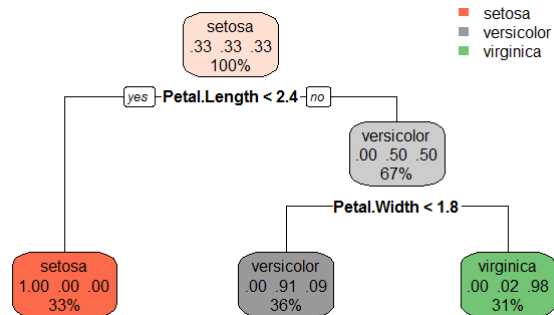 setosa
versicolor
virginica
setosa
.33 .33 .33
100%
yes Petal.Length < 2.4 no
versicolor
.00 .50 .50
67%
Petal.Width < 1.8
setosa
1.00 .00 .00
33%
versicolor
.00 .91 .09
36%
virginica
.00 .02 .98
31%